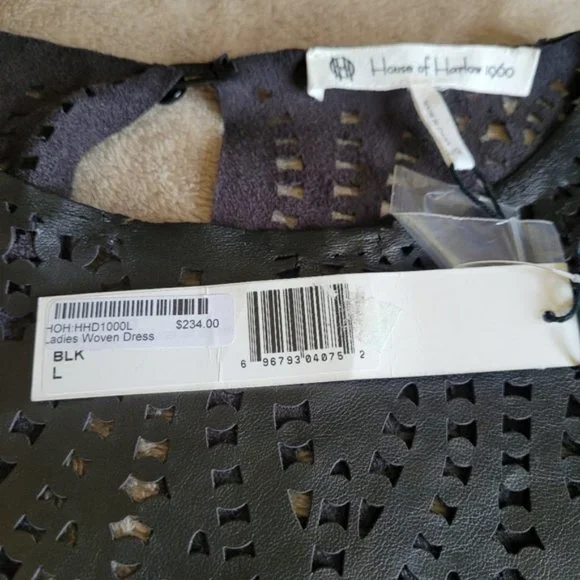 House of Harlow 1960
HOH:HHD1000L $234.00
Ladies Woven Dress
BLK
L
6 96793 04075 2